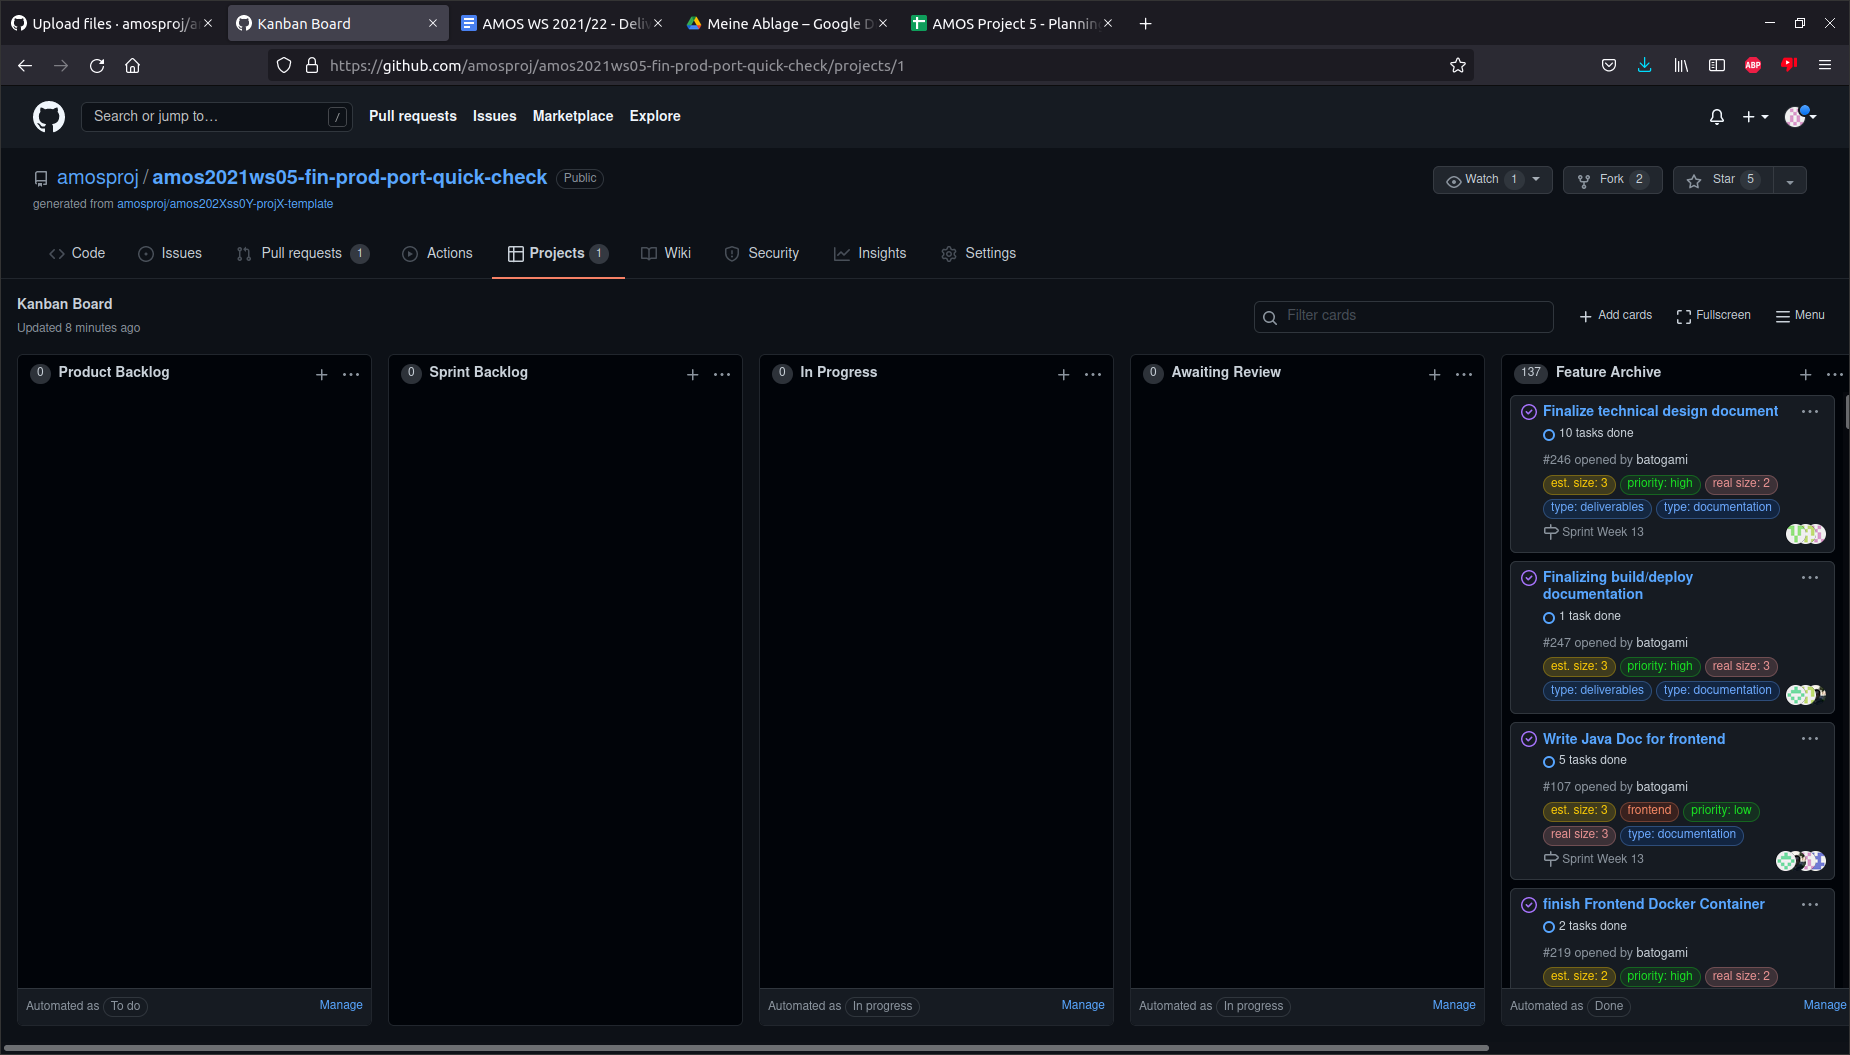 Upload files · amosproj/a
Kanban Board
AMOS WS 2021/22 - Deli
Meine Ablage – Google D
AMOS Project 5 - Plannin
https://github.com/amosproj/amos2021ws05-fin-prod-port-quick-check/projects/1
ABP
Search or jump to…
/
Pull requests
Issues
Marketplace
Explore
amosproj / amos2021ws05-fin-prod-port-quick-check
Public
generated from amosproj/amos202Xss0Y-projX-template
Watch 1
Fork 2
Star 5
Code
Issues
Pull requests 1
Actions
Projects 1
Wiki
Security
Insights
Settings
Kanban Board
Updated 8 minutes ago
Filter cards
Add cards
Fullscreen
Menu
0 Product Backlog
Automated as To do
Manage
0 Sprint Backlog
0 In Progress
Automated as In progress
Manage
0 Awaiting Review
Automated as In progress
Manage
137 Feature Archive
Finalize technical design document
10 tasks done
#246 opened by batogami
est. size: 3 priority: high real size: 2
type: deliverables type: documentation
Sprint Week 13
Finalizing build/deploy
documentation
1 task done
#247 opened by batogami
est. size: 3 priority: high real size: 3
type: deliverables type: documentation
Write Java Doc for frontend
5 tasks done
#107 opened by batogami
est. size: 3 frontend priority: low
real size: 3 type: documentation
Sprint Week 13
finish Frontend Docker Container
2 tasks done
#219 opened by batogami
est. size: 2 priority: high real size: 2
Automated as Done
Manage